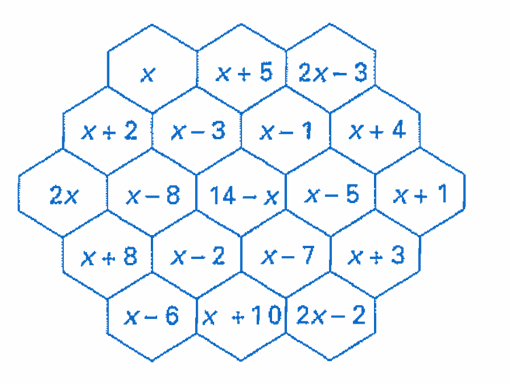 x x + 5 2x − 3
x + 2 x − 3 x − 1 x + 4
2x x − 8 14 − x x − 5 x + 1
x + 8 x − 2 x − 7 x + 3
x − 6 x + 10 2x − 2